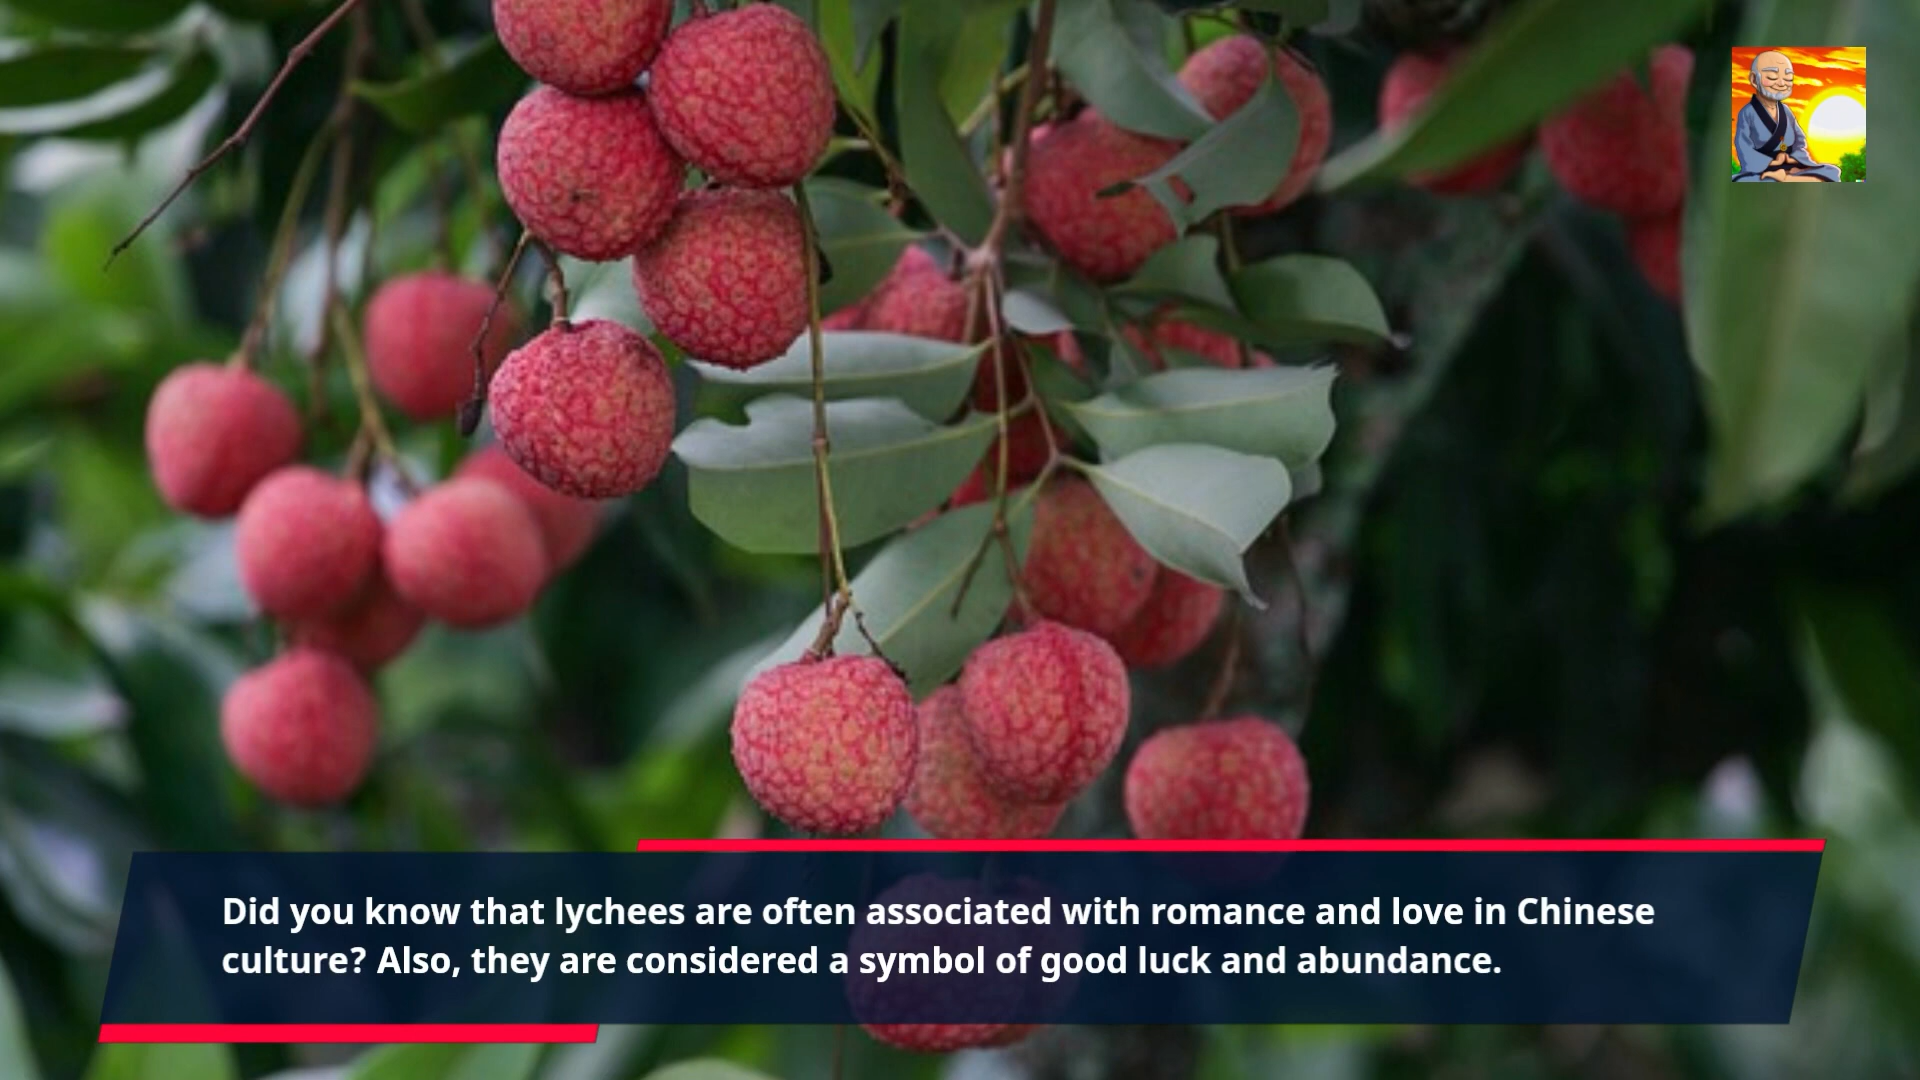 Did you know that lychees are often associated with romance and love in Chinese
culture? Also, they are considered a symbol of good luck and abundance.